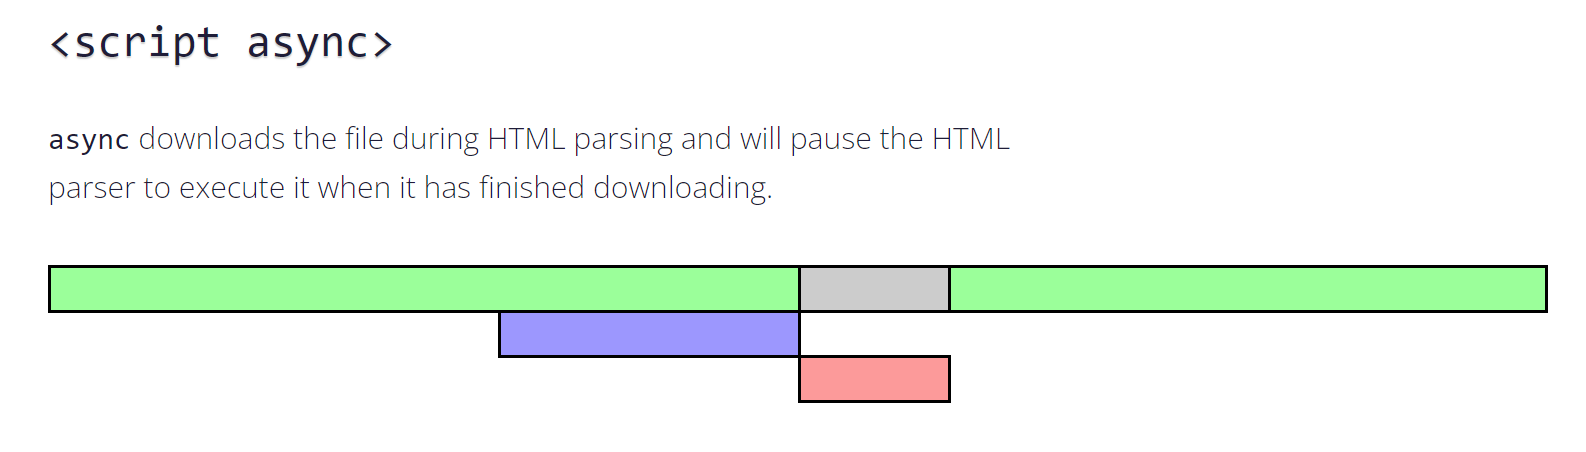 <script async>
async downloads the file during HTML parsing and will pause the HTML
parser to execute it when it has finished downloading.